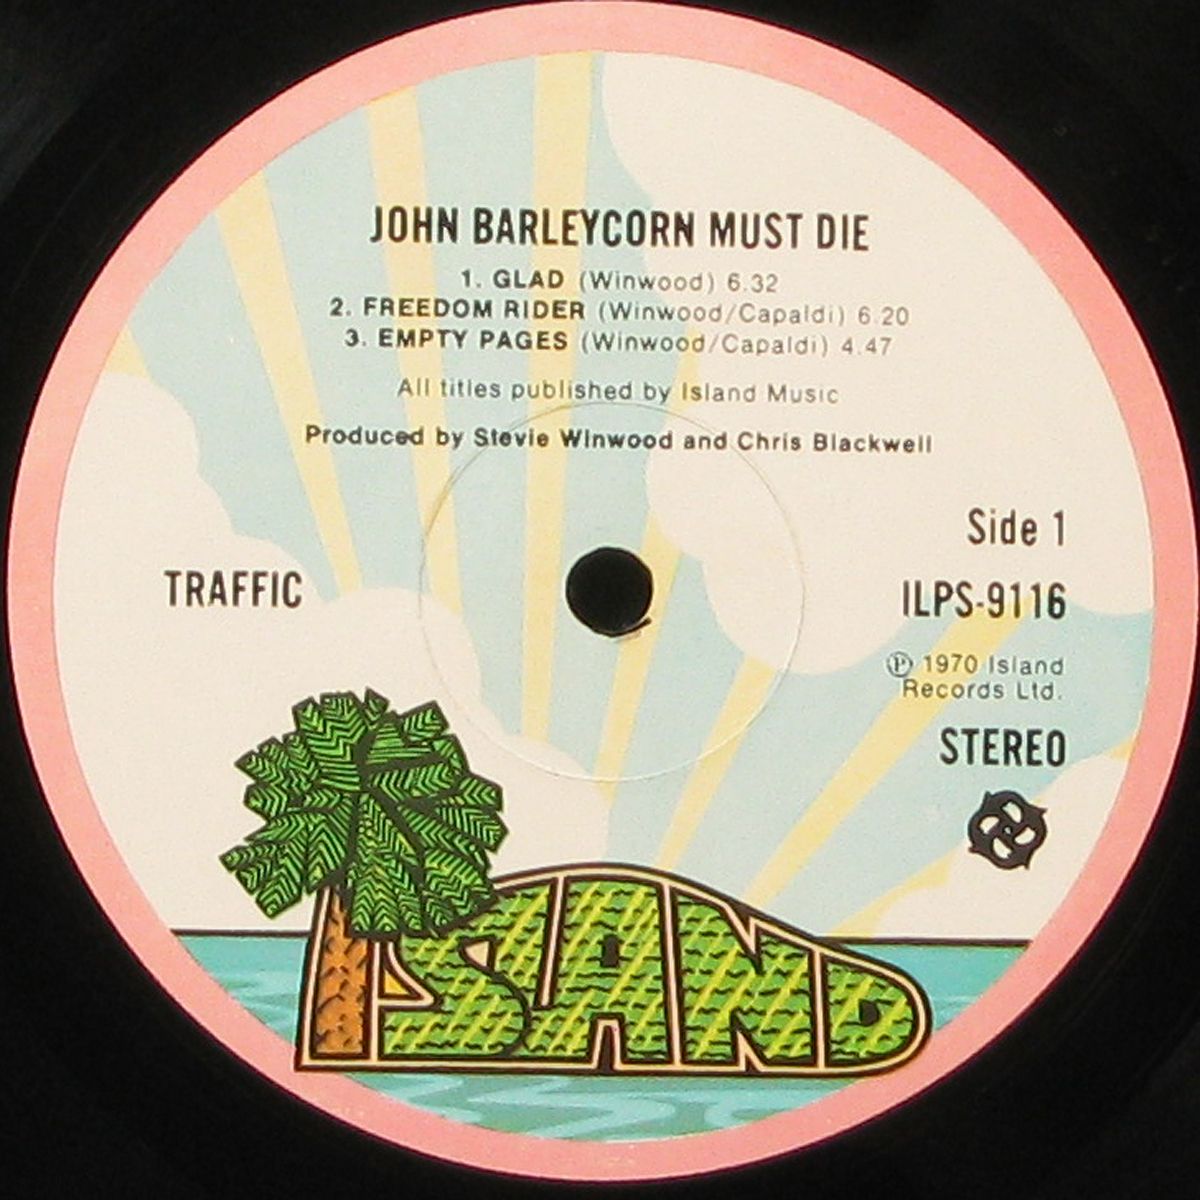 JOHN BARLEYCORN MUST DIE
1. GLAD (Winwood) 6.32
2. FREEDOM RIDER (Winwood/Capaldi) 6.20
3. EMPTY PAGES (Winwood/Capaldi) 4.47
All titles published by Island Music
Produced by Stevie Winwood and Chris Blackwell
Side 1
TRAFFIC
ILPS-9116
Ⓟ 1970 Island
Records Ltd.
STEREO
ISLAND